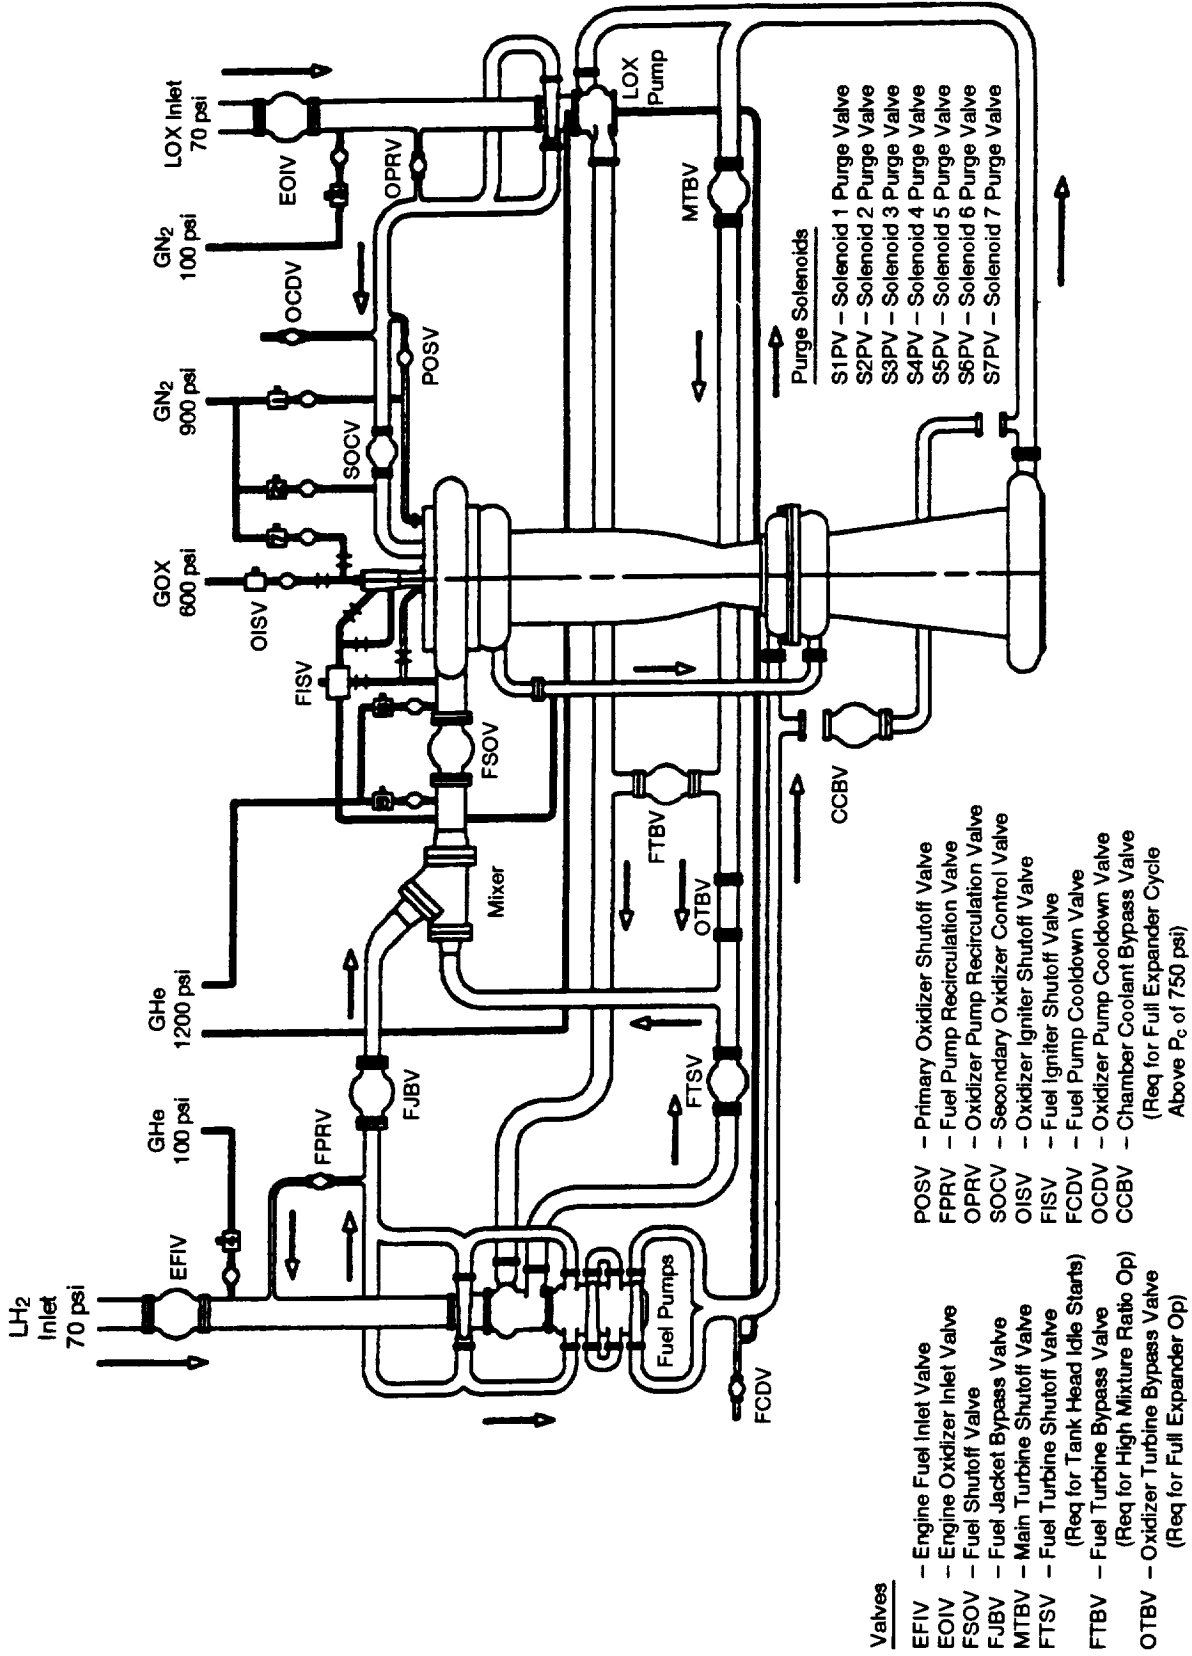 LH2
Inlet
70 psi
EFIV
GHe
100 psi
FPRV
FJBV
GHe
1200 psi
Mixer
FSOV
FISV
OISV
GOX
600 psi
GN2
900 psi
SOCV
POSV
OCDV
GN2
100 psi
EOIV
OPRV
LOX Inlet
70 psi
LOX
Pump
MTBV
FTBV
OTBV
FTSV
CCBV
Fuel Pumps
FCDV
Purge Solenoids
S1PV – Solenoid 1 Purge Valve
S2PV – Solenoid 2 Purge Valve
S3PV – Solenoid 3 Purge Valve
S4PV – Solenoid 4 Purge Valve
S5PV – Solenoid 5 Purge Valve
S6PV – Solenoid 6 Purge Valve
S7PV – Solenoid 7 Purge Valve
Valves
EFIV – Engine Fuel Inlet Valve
EOIV – Engine Oxidizer Inlet Valve
FSOV – Fuel Shutoff Valve
FJBV – Fuel Jacket Bypass Valve
MTBV – Main Turbine Shutoff Valve
FTSV – Fuel Turbine Shutoff Valve
(Req for Tank Head Idle Starts)
FTBV – Fuel Turbine Bypass Valve
(Req for High Mixture Ratio Op)
OTBV – Oxidizer Turbine Bypass Valve
(Req for Full Expander Op)
POSV – Primary Oxidizer Shutoff Valve
FPRV – Fuel Pump Recirculation Valve
OPRV – Oxidizer Pump Recirculation Valve
SOCV – Secondary Oxidizer Control Valve
OISV – Oxidizer Igniter Shutoff Valve
FISV – Fuel Igniter Shutoff Valve
FCDV – Fuel Pump Cooldown Valve
OCDV – Oxidizer Pump Cooldown Valve
CCBV – Chamber Coolant Bypass Valve
(Req for Full Expander Cycle
Above Pc of 750 psi)